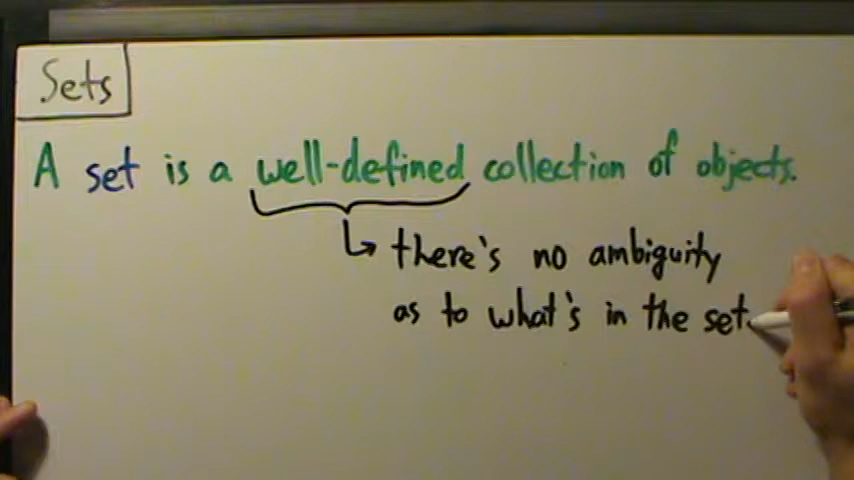 Sets
A set is a well-defined collection of objects.
there's no ambiguity
as to what's in the set.